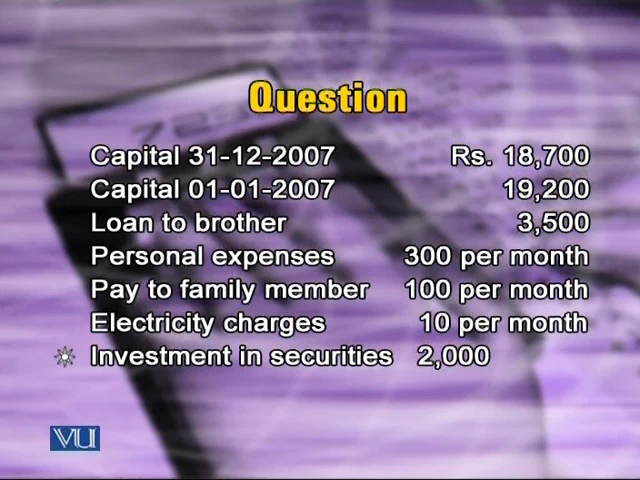 Question
Capital 31-12-2007 Rs. 18,700
Capital 01-01-2007 19,200
Loan to brother 3,500
Personal expenses 300 per month
Pay to family member 100 per month
Electricity charges 10 per month
Investment in securities 2,000
VU